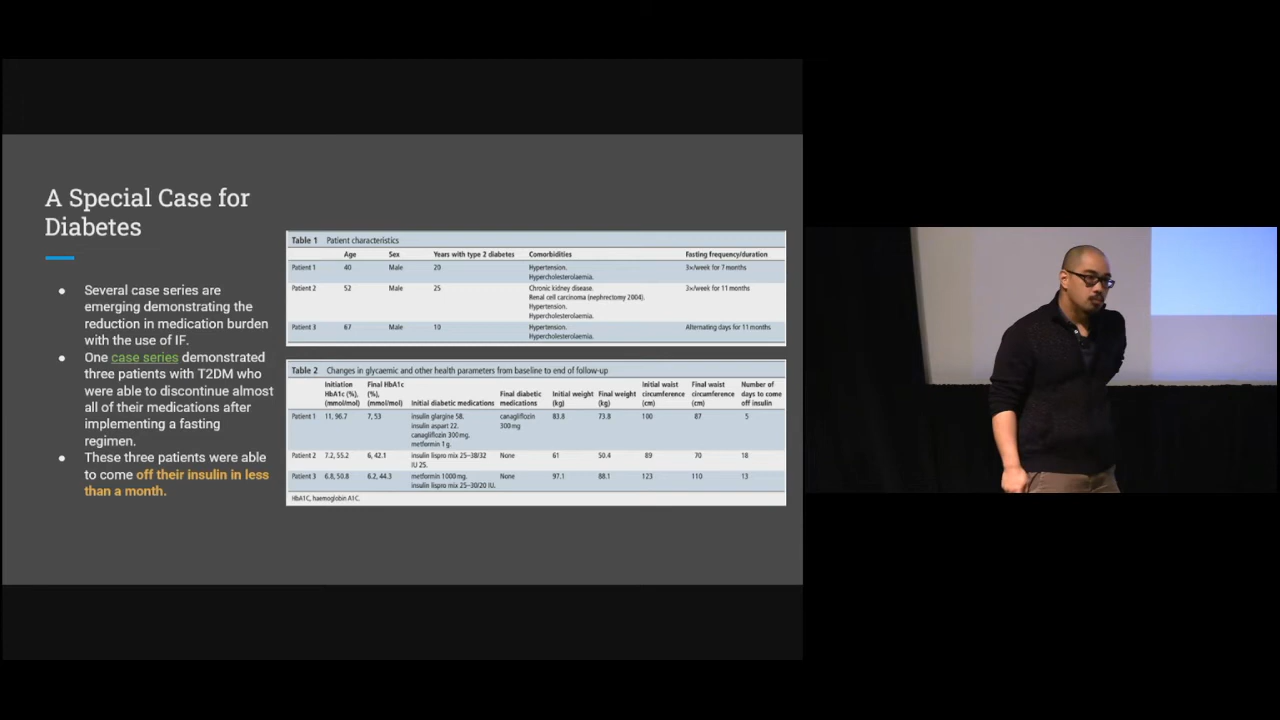 A Special Case for
Diabetes
● Several case series are
emerging demonstrating the
reduction in medication burden
with the use of IF.
● One case series demonstrated
three patients with T2DM who
were able to discontinue almost
all of their medications after
implementing a fasting
regimen.
● These three patients were able
to come off their insulin in less
than a month.
Table 1 Patient characteristics
Age Sex Years with type 2 diabetes Comorbidities Fasting frequency/duration
Patient 1 40 Male 20 Hypertension. 3×/week for 7 months
Hypercholesterolaemia.
Patient 2 52 Male 25 Chronic kidney disease. 3×/week for 11 months
Renal cell carcinoma (nephrectomy 2004).
Hypertension.
Hypercholesterolaemia.
Patient 3 67 Male 10 Hypertension. Alternating days for 11 months
Hypercholesterolaemia.
Table 2 Changes in glycaemic and other health parameters from baseline to end of follow-up
Initiation Final HbA1c Initial waist Final waist Number of
HbA1c (%), (%), Final diabetic Initial weight Final weight circumference circumference days to come
(mmol/mol) (mmol/mol) Initial diabetic medications medications (kg) (kg) (cm) (cm) off insulin
Patient 1 11, 96.7 7, 53 insulin glargine 58. canagliflozin 83.8 73.8 100 87 5
insulin aspart 22. 300 mg
canagliflozin 300 mg.
metformin 1 g.
Patient 2 7.2, 55.2 6, 42.1 insulin lispro mix 25–38/32 None 61 50.4 89 70 18
IU 25.
Patient 3 6.8, 50.8 6.2, 44.3 metformin 1000 mg. None 97.1 88.1 123 110 13
insulin lispro mix 25–30/20 IU.
HbA1C, haemoglobin A1C.